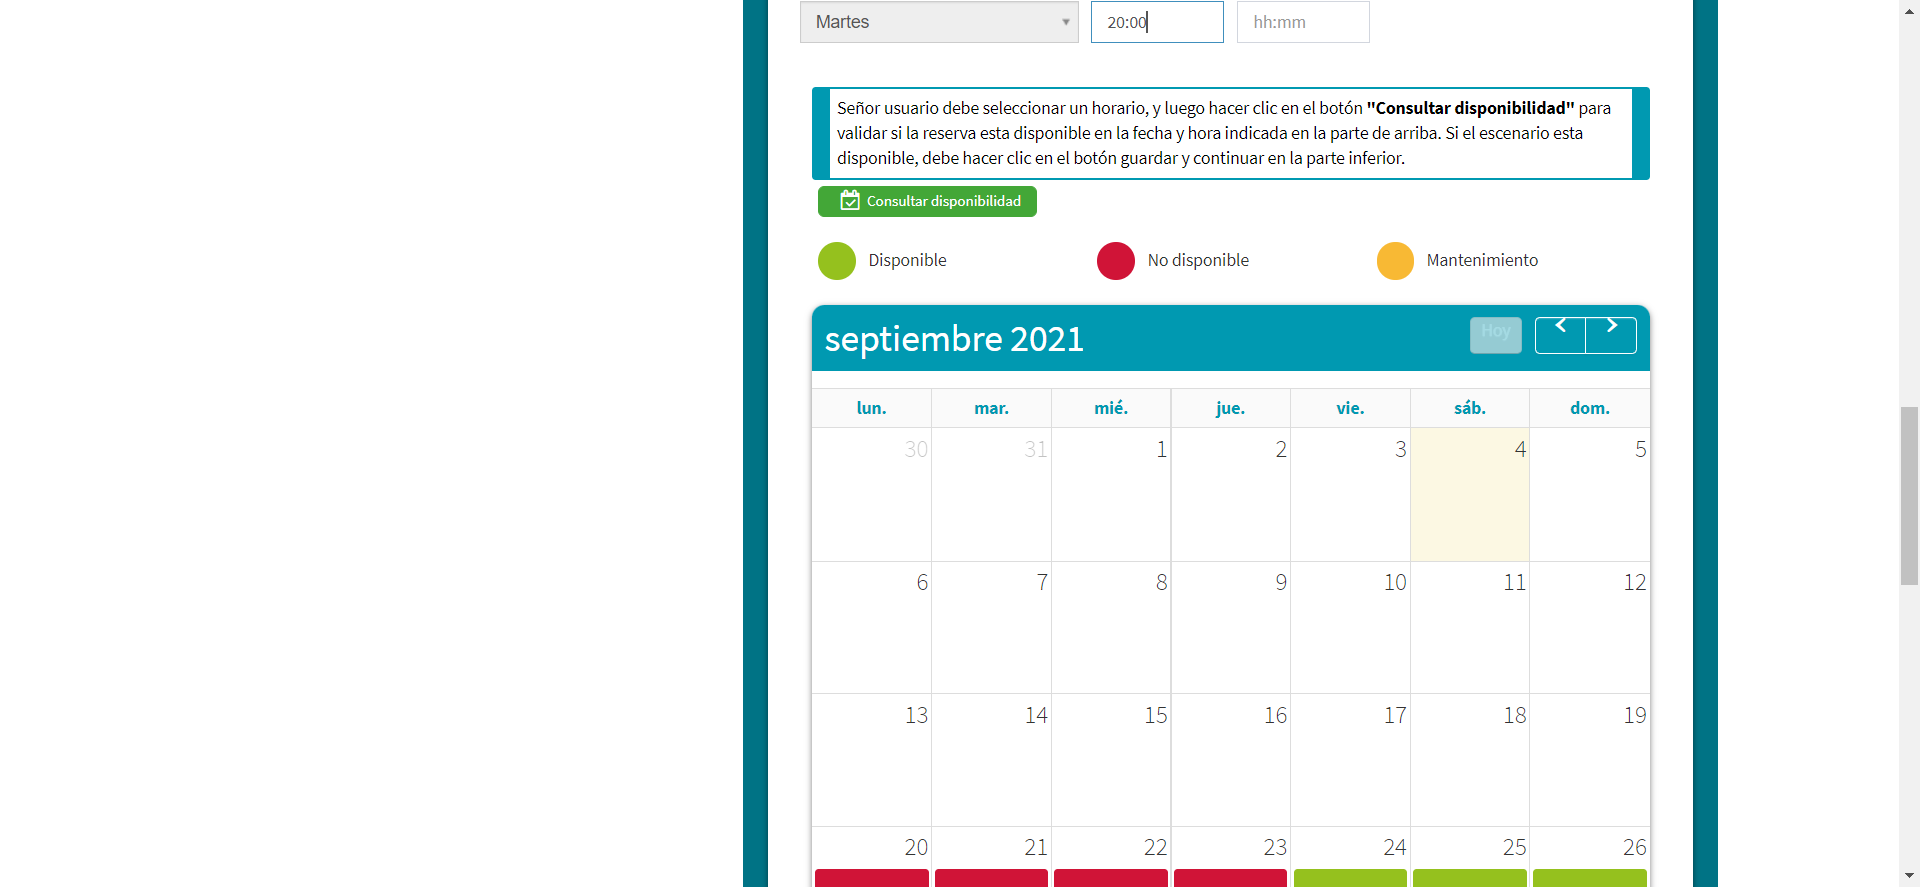 Martes 20:00 hh:mm
Señor usuario debe seleccionar un horario, y luego hacer clic en el botón "Consultar disponibilidad" para
validar si la reserva esta disponible en la fecha y hora indicada en la parte de arriba. Si el escenario esta
disponible, debe hacer clic en el botón guardar y continuar en la parte inferior.
Consultar disponibilidad
Disponible No disponible Mantenimiento
septiembre 2021 Hoy
lun. mar. mié. jue. vie. sáb. dom.
30 31 1 2 3 4 5
6 7 8 9 10 11 12
13 14 15 16 17 18 19
20 21 22 23 24 25 26